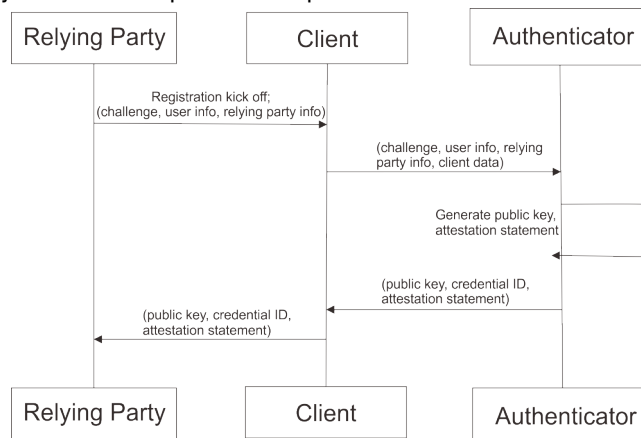 Relying Party
Client
Authenticator
Registration kick off;
(challenge, user info, relying party info)
(challenge, user info, relying
party info, client data)
Generate public key,
attestation statement
(public key, credential ID,
attestation statement)
(public key, credential ID,
attestation statement)
Relying Party
Client
Authenticator